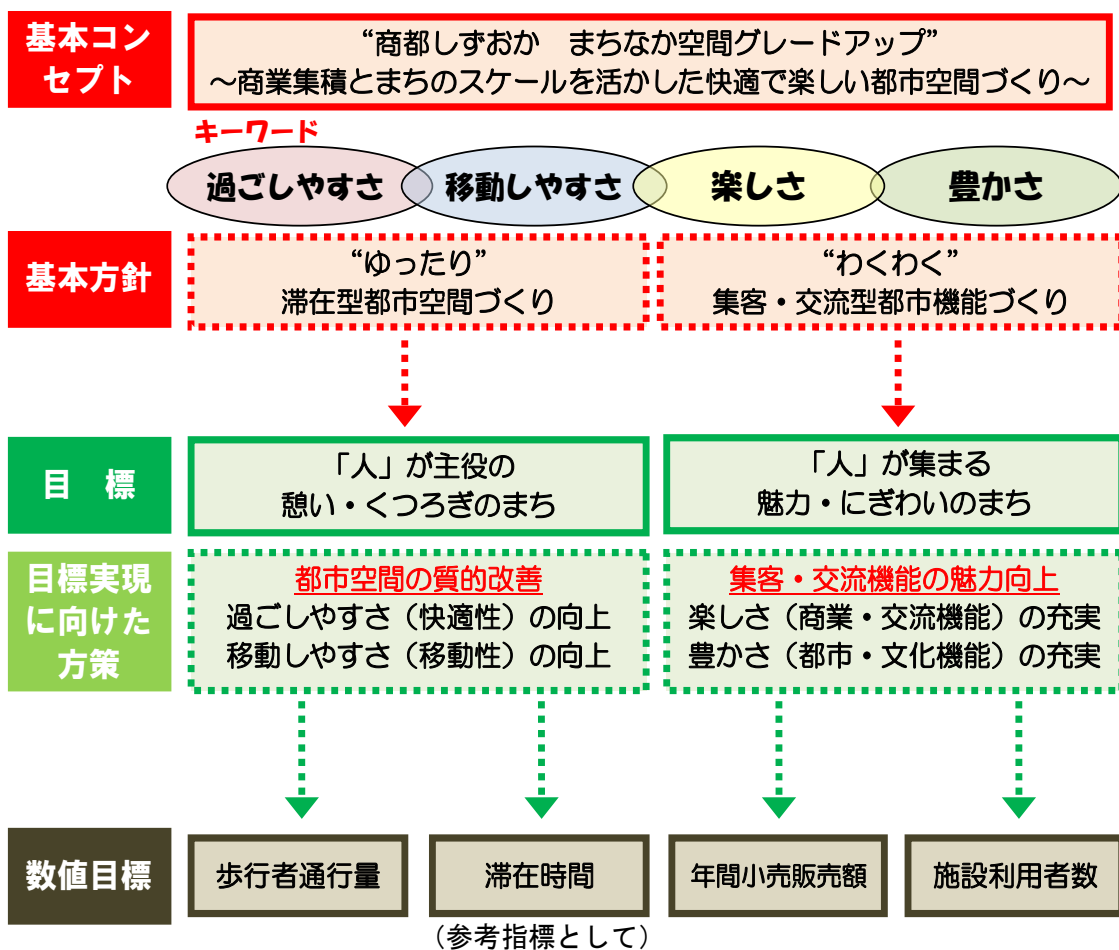 基本コン
セプト
“商都しずおか　まちなか空間グレードアップ”
～商業集積とまちのスケールを活かした快適で楽しい都市空間づくり～
キーワード
過ごしやすさ
移動しやすさ
楽しさ
豊かさ
基本方針
“ゆったり”
滞在型都市空間づくり
“わくわく”
集客・交流型都市機能づくり
目　標
「人」が主役の
憩い・くつろぎのまち
「人」が集まる
魅力・にぎわいのまち
目標実現
に向けた
方策
都市空間の質的改善
過ごしやすさ（快適性）の向上
移動しやすさ（移動性）の向上
集客・交流機能の魅力向上
楽しさ（商業・交流機能）の充実
豊かさ（都市・文化機能）の充実
数値目標
歩行者通行量
滞在時間
年間小売販売額
施設利用者数
（参考指標として）